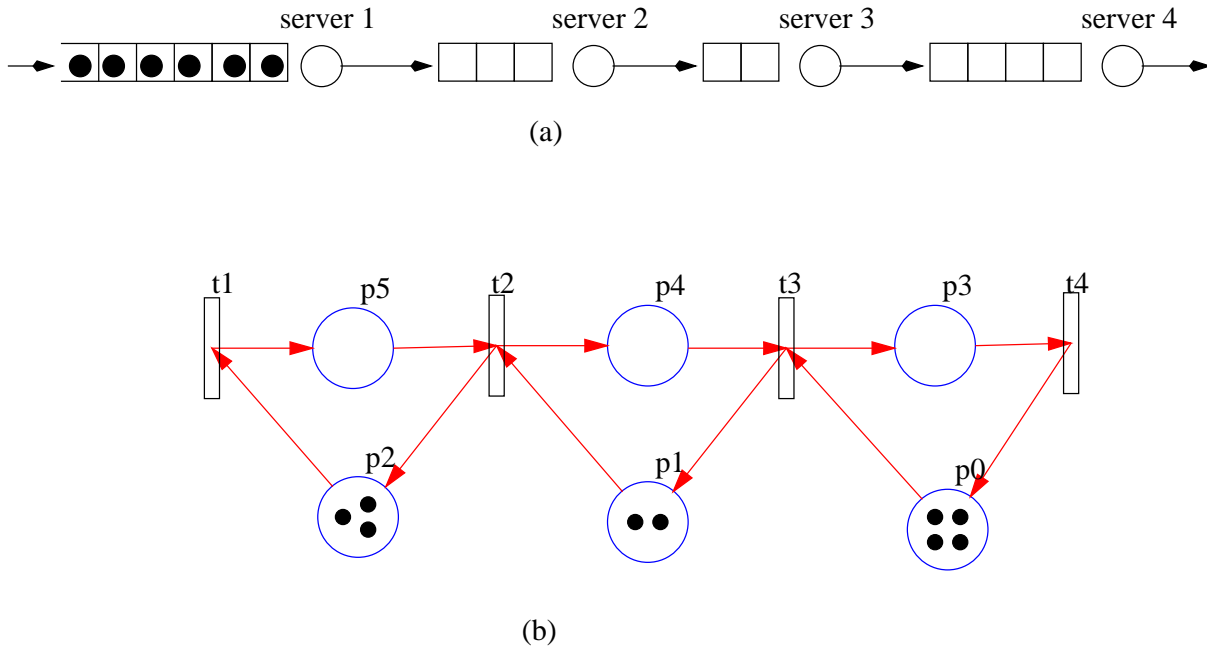 server 1 server 2 server 3 server 4
(a)
t1 p5 t2 p4 t3 p3 t4
p2 p1 p0
(b)